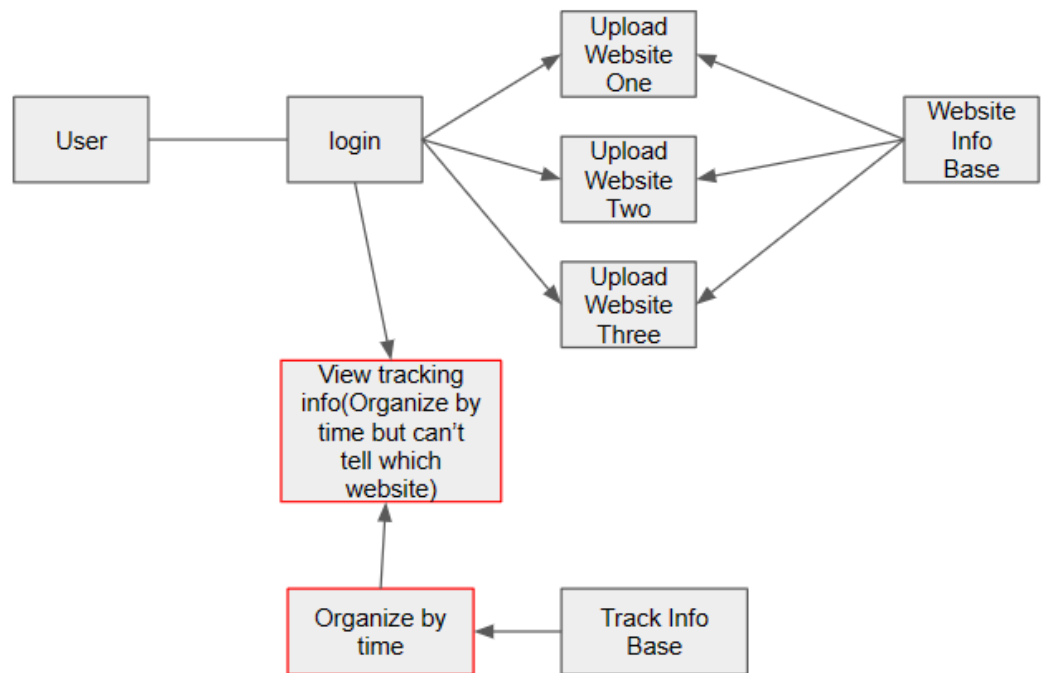 Upload
Website
One
User
login
Website
Info
Base
Upload
Website
Two
Upload
Website
Three
View tracking
info(Organize by
time but can’t
tell which
website)
Organize by
time
Track Info
Base